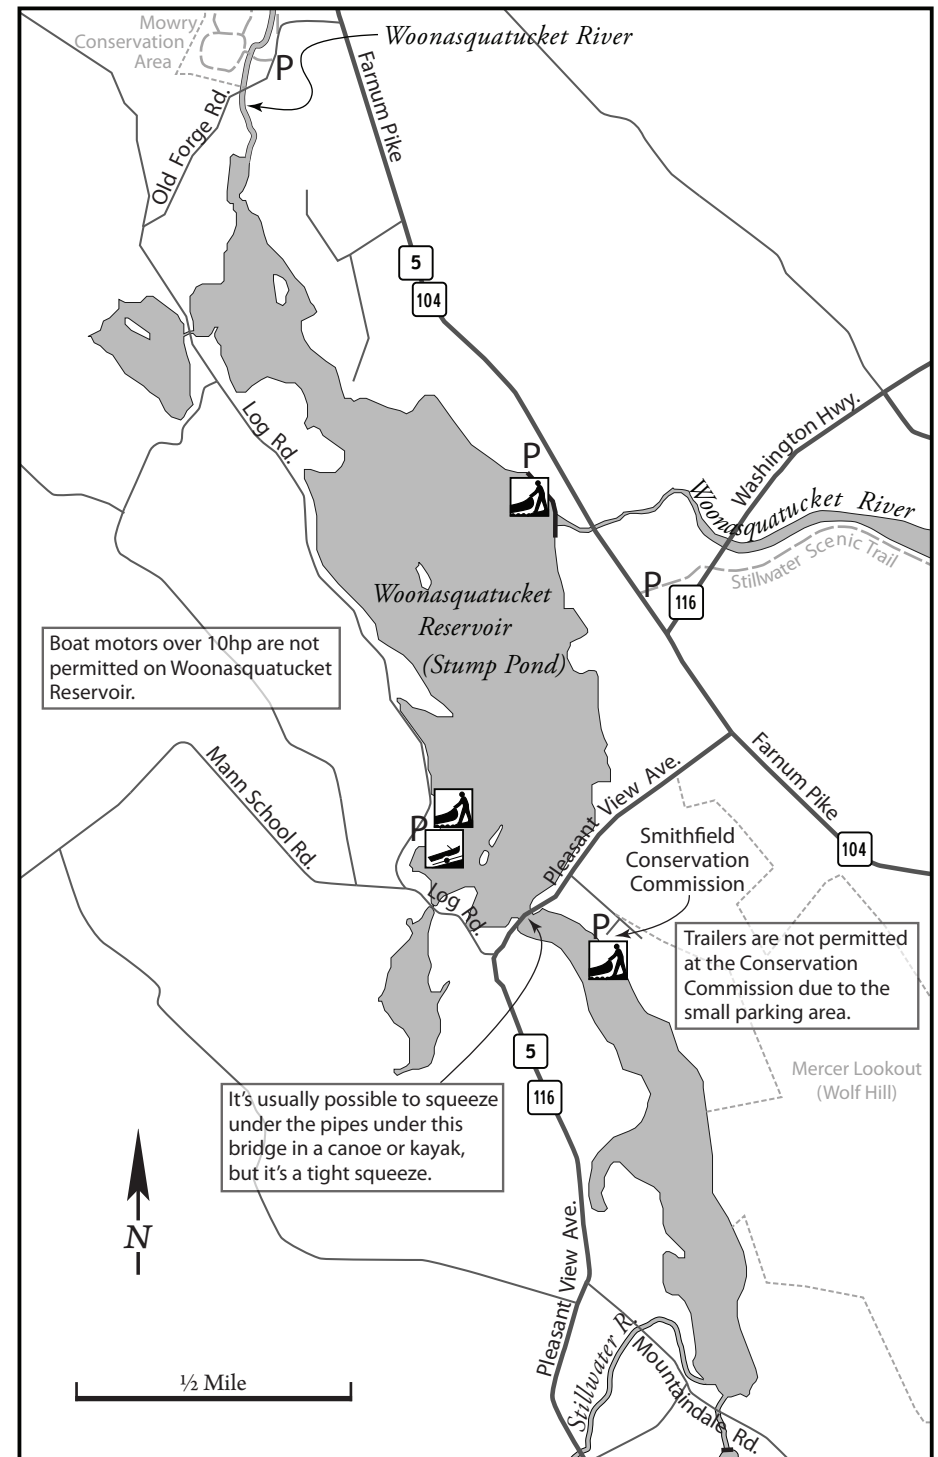 Mowry
Conservation
Area
P
Woonasquatucket River
Farnum Pike
Old Forge Rd.
5
104
Log Rd.
Washington Hwy.
P
Woonasquatucket River
Stillwater Scenic Trail
P
116
Woonasquatucket
Reservoir
(Stump Pond)
Boat motors over 10hp are not
permitted on Woonasquatucket
Reservoir.
Mann School Rd.
Farnum Pike
Pleasant View Ave.
P
Smithfield
Conservation
Commission
104
Log Rd.
P
Trailers are not permitted
at the Conservation
Commission due to the
small parking area.
5
116
Mercer Lookout
(Wolf Hill)
It's usually possible to squeeze
under the pipes under this
bridge in a canoe or kayak,
but it's a tight squeeze.
N
Pleasant View Ave.
Stillwater R.
Mountaindale Rd.
½ Mile